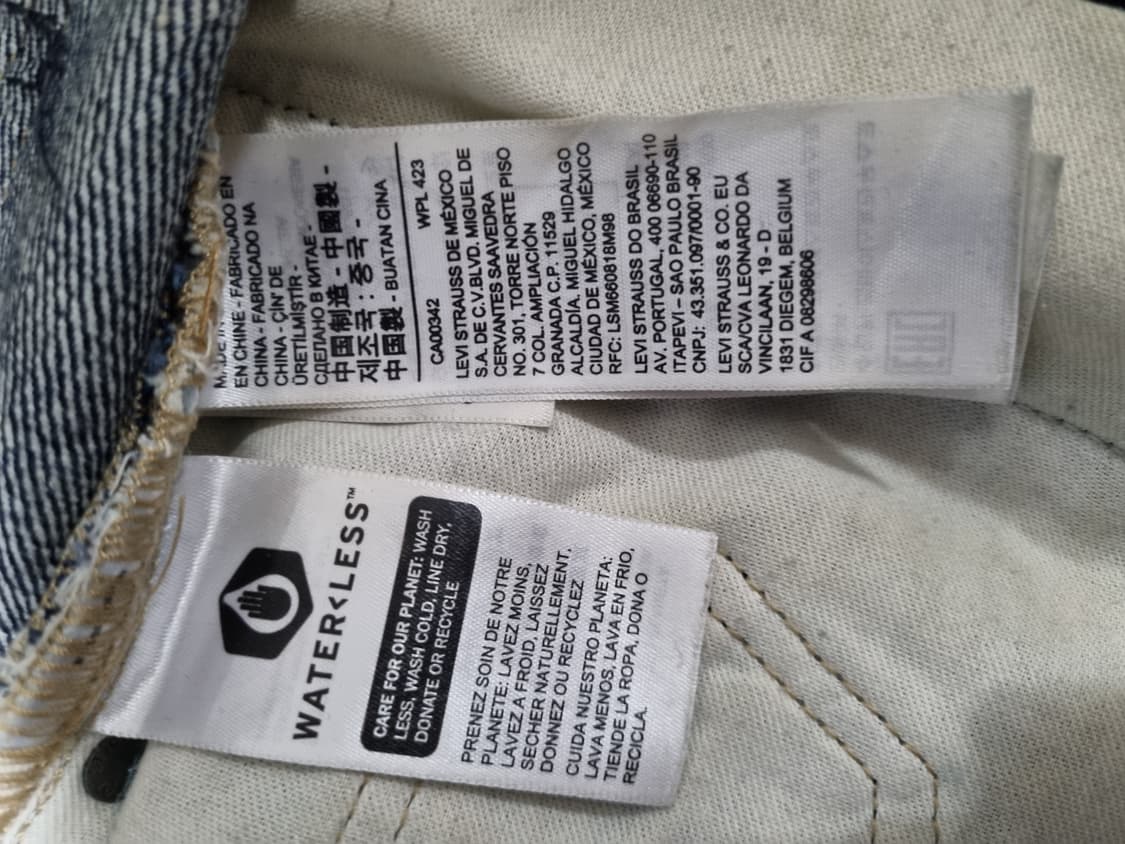 EN CHINE - FABRICADO EN
CHINA - FABRICADO NA
CHINA - ÇİN' DE
ÜRETİLMİŞTİR -
СДЕЛАНО В КИТАЕ -
中国制造 - 中國製 -
제조국 : 중국 -
中国製 - BUATAN CINA
CA00342 WPL 423
LEVI STRAUSS DE MÉXICO
S.A. DE C.V.BLVD. MIGUEL DE
CERVANTES SAAVEDRA
NO. 301, TORRE NORTE PISO
7 COL. AMPLIACIÓN
GRANADA C.P. 11529
ALCALDÍA. MIGUEL HIDALGO
CIUDAD DE MÉXICO, MÉXICO
RFC: LSM660818M98
LEVI STRAUSS DO BRASIL
AV. PORTUGAL, 400 06690-110
ITAPEVI – SAO PAULO BRASIL
CNPJ: 43.351.097/0001-90
LEVI STRAUSS & CO. EU
SCA/CVA LEONARDO DA
VINCILAAN, 19 - D
1831 DIEGEM, BELGIUM
CIF A 08298606
WATER<LESS™
CARE FOR OUR PLANET: WASH
LESS, WASH COLD, LINE DRY,
DONATE OR RECYCLE
PRENEZ SOIN DE NOTRE
PLANETE: LAVEZ MOINS,
LAVEZ A FROID, LAISSEZ
SECHER NATURELLEMENT,
DONNEZ OU RECYCLEZ
CUIDA NUESTRO PLANETA:
LAVA MENOS, LAVA EN FRIO,
TIENDE LA ROPA, DONA O
RECICLA.